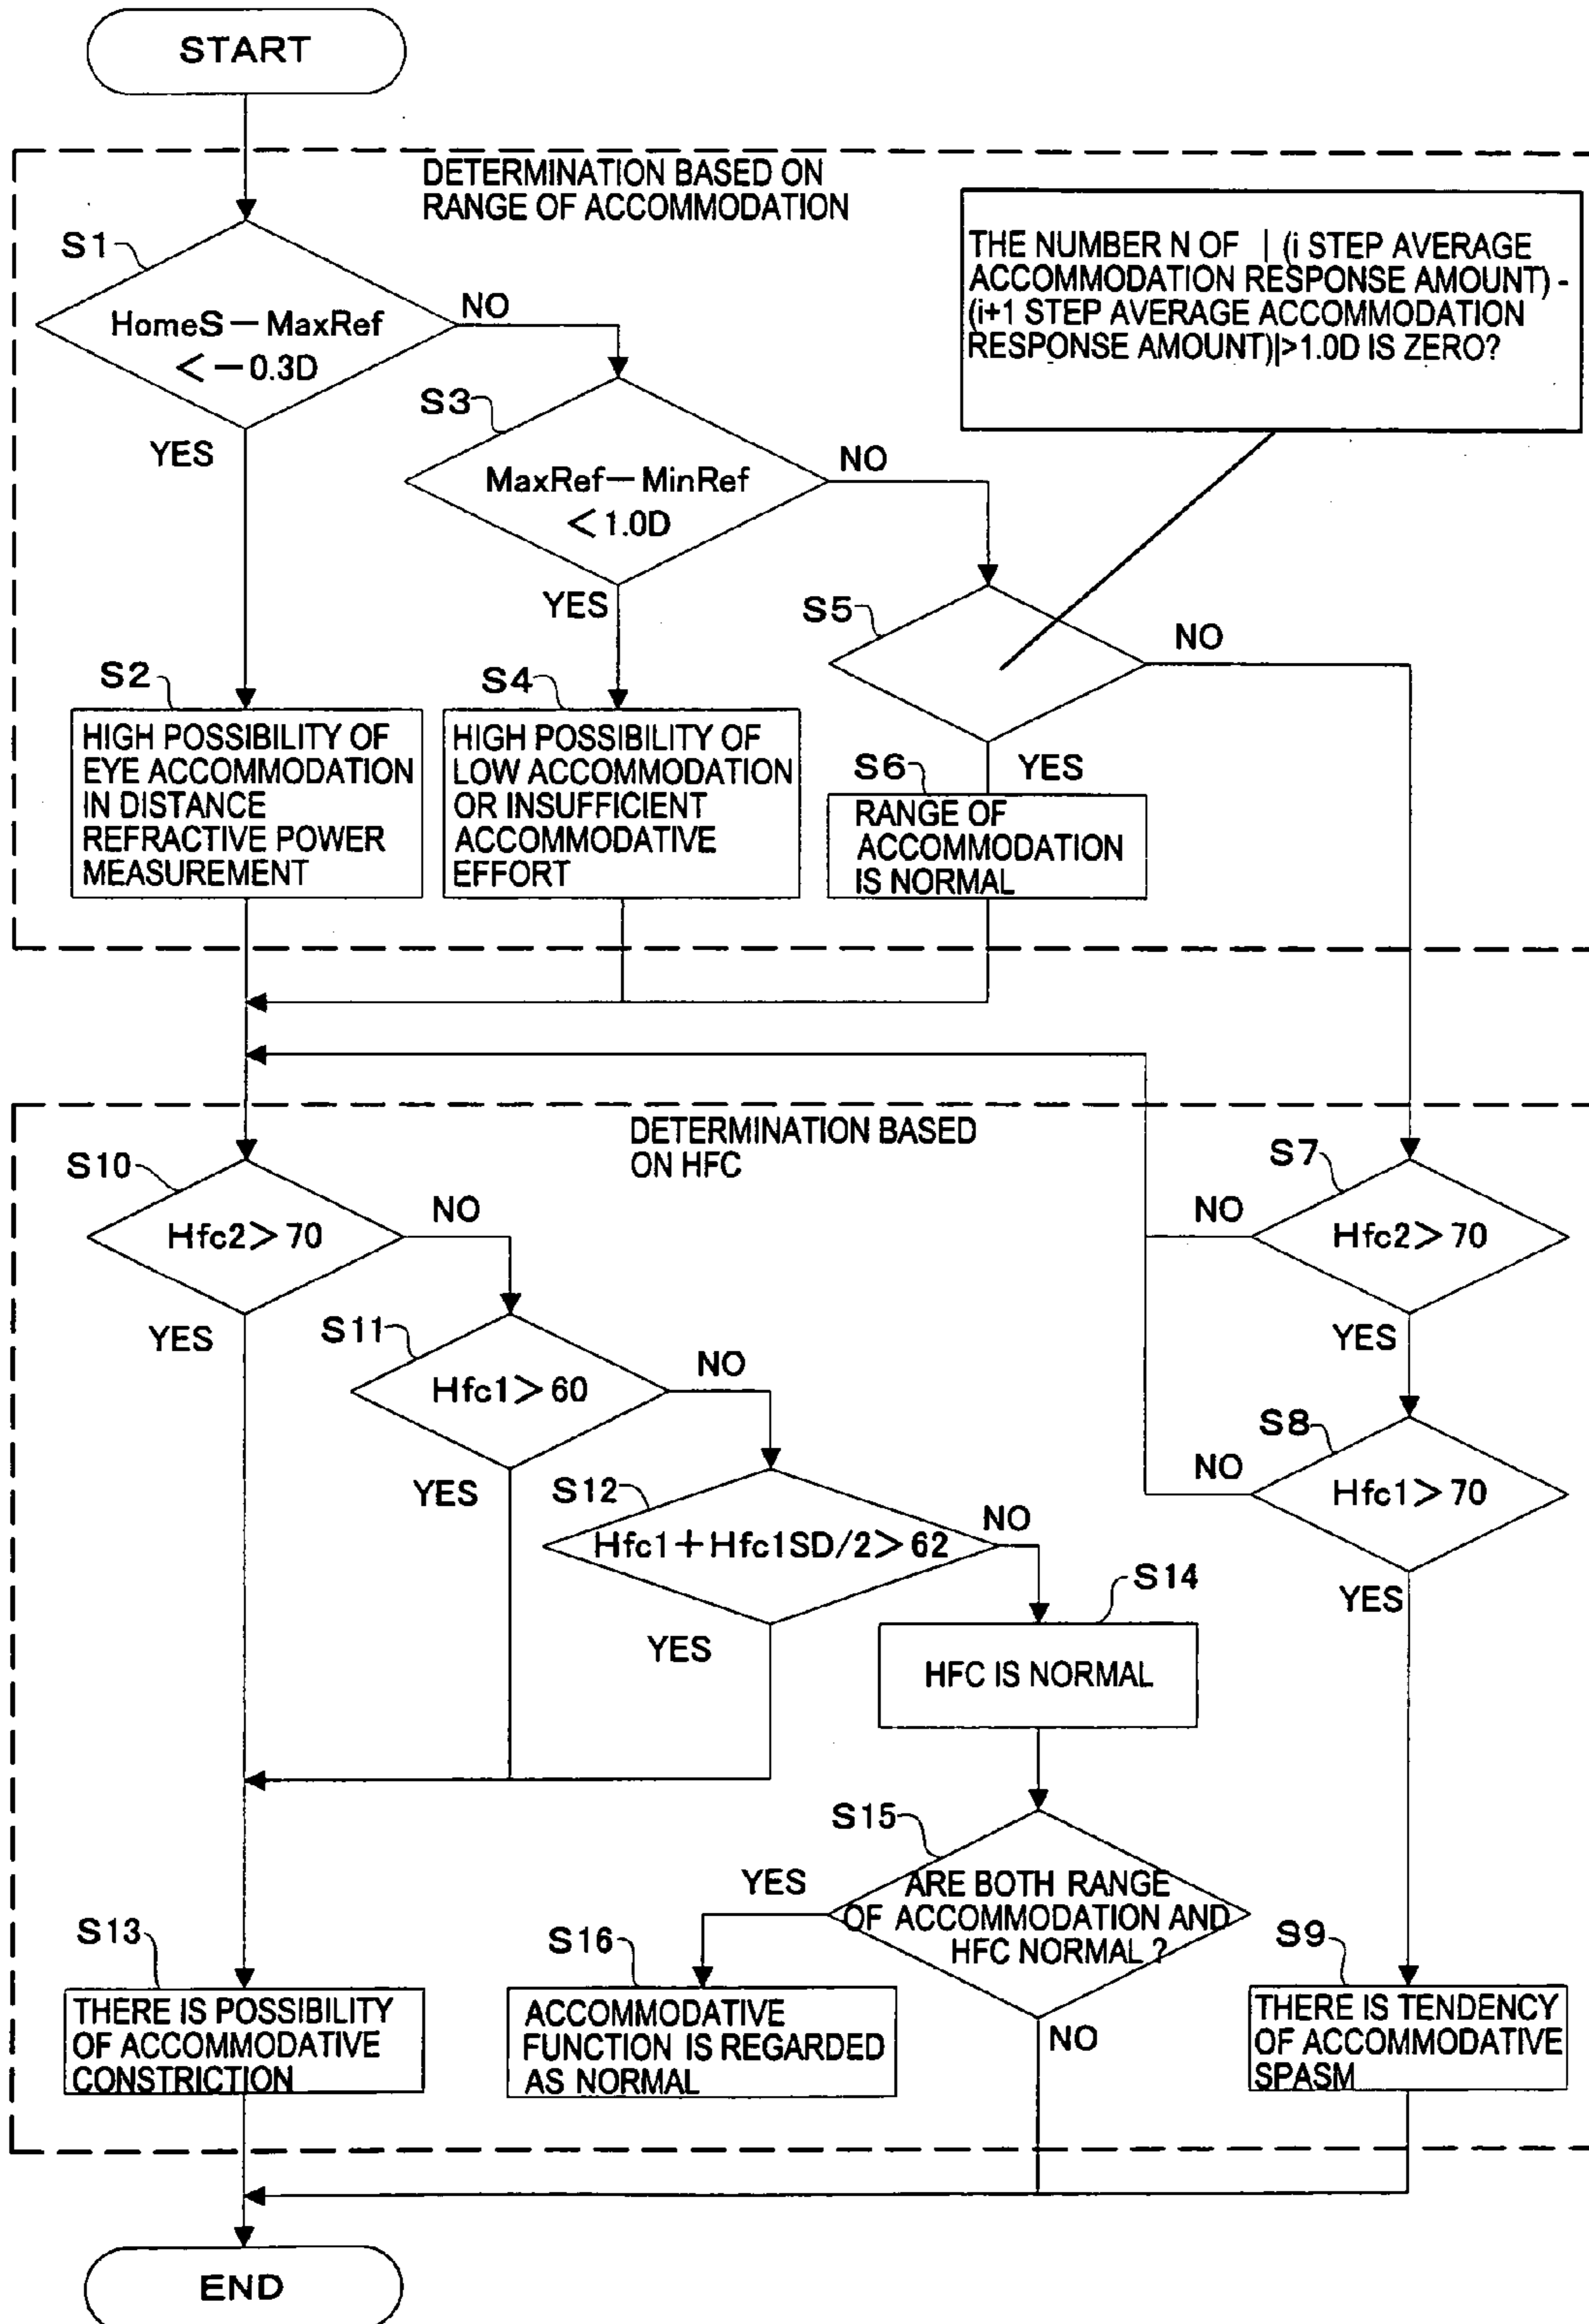 START
DETERMINATION BASED ON
RANGE OF ACCOMMODATION
THE NUMBER N OF | (i STEP AVERAGE
ACCOMMODATION RESPONSE AMOUNT) -
(i+1 STEP AVERAGE ACCOMMODATION
RESPONSE AMOUNT)|>1.0D IS ZERO?
S1
HomeS－MaxRef
＜－0.3D
NO
YES
S3
MaxRef－MinRef
＜1.0D
NO
YES
S5
NO
YES
S2
HIGH POSSIBILITY OF
EYE ACCOMMODATION
IN DISTANCE
REFRACTIVE POWER
MEASUREMENT
S4
HIGH POSSIBILITY OF
LOW ACCOMMODATION
OR INSUFFICIENT
ACCOMMODATIVE
EFFORT
S6
RANGE OF
ACCOMMODATION
IS NORMAL
DETERMINATION BASED
ON HFC
S10
Hfc2＞70
NO
YES
S7
NO
Hfc2＞70
YES
S11
Hfc1＞60
NO
YES
S8
NO
Hfc1＞70
YES
S12
Hfc1＋Hfc1SD/2＞62
NO
YES
S14
HFC IS NORMAL
S15
YES
ARE BOTH RANGE
OF ACCOMMODATION AND
HFC NORMAL ?
NO
S13
THERE IS POSSIBILITY
OF ACCOMMODATIVE
CONSTRICTION
S16
ACCOMMODATIVE
FUNCTION IS REGARDED
AS NORMAL
S9
THERE IS TENDENCY
OF ACCOMMODATIVE
SPASM
END